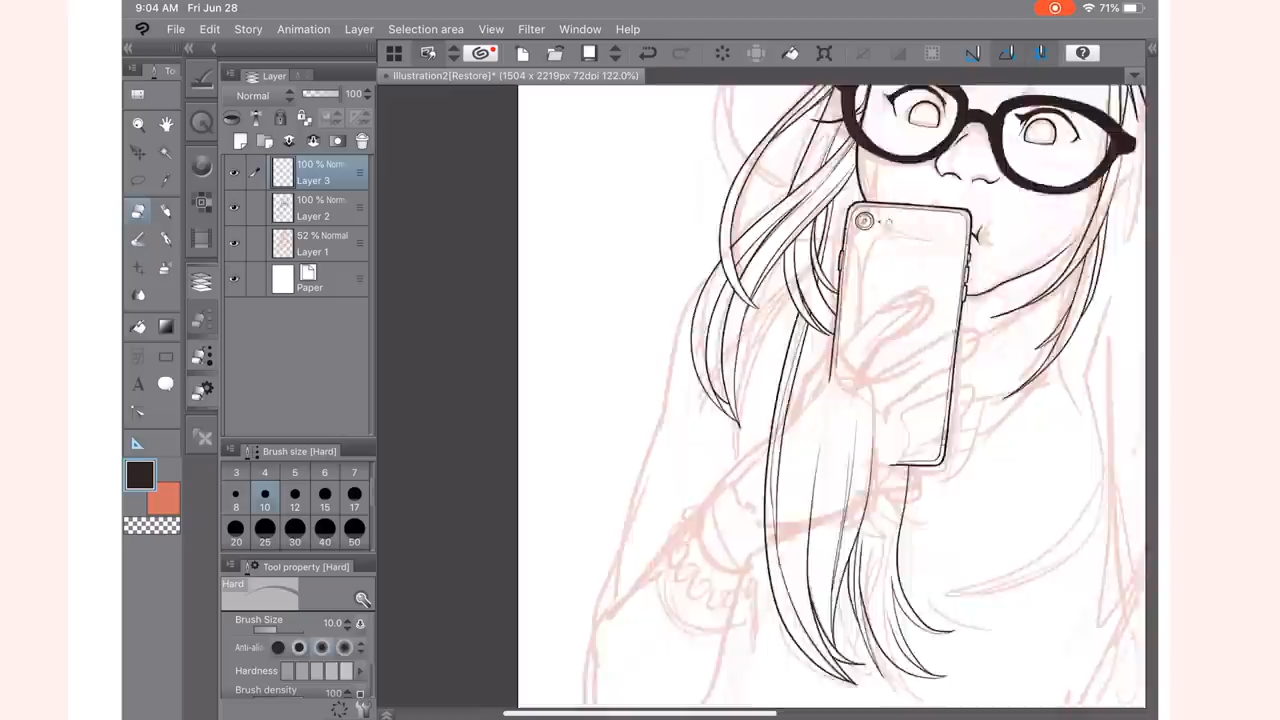 9:04 AM Fri Jun 28
71%
File Edit Story Animation Layer Selection area View Filter Window Help
Illustration2[Restore]* (1504 x 2219px 72dpi 122.0%)
To
Layer
Normal 100
100 % Norm
Layer 3
100 % Norm
Layer 2
52 % Normal
Layer 1
Paper
A
Brush size [Hard]
3 4 5 6 7
8 10 12 15 17
20 25 30 40 50
Tool property [Hard]
Hard
Brush Size 10.0
Anti-ali
Hardness
Brush density 100